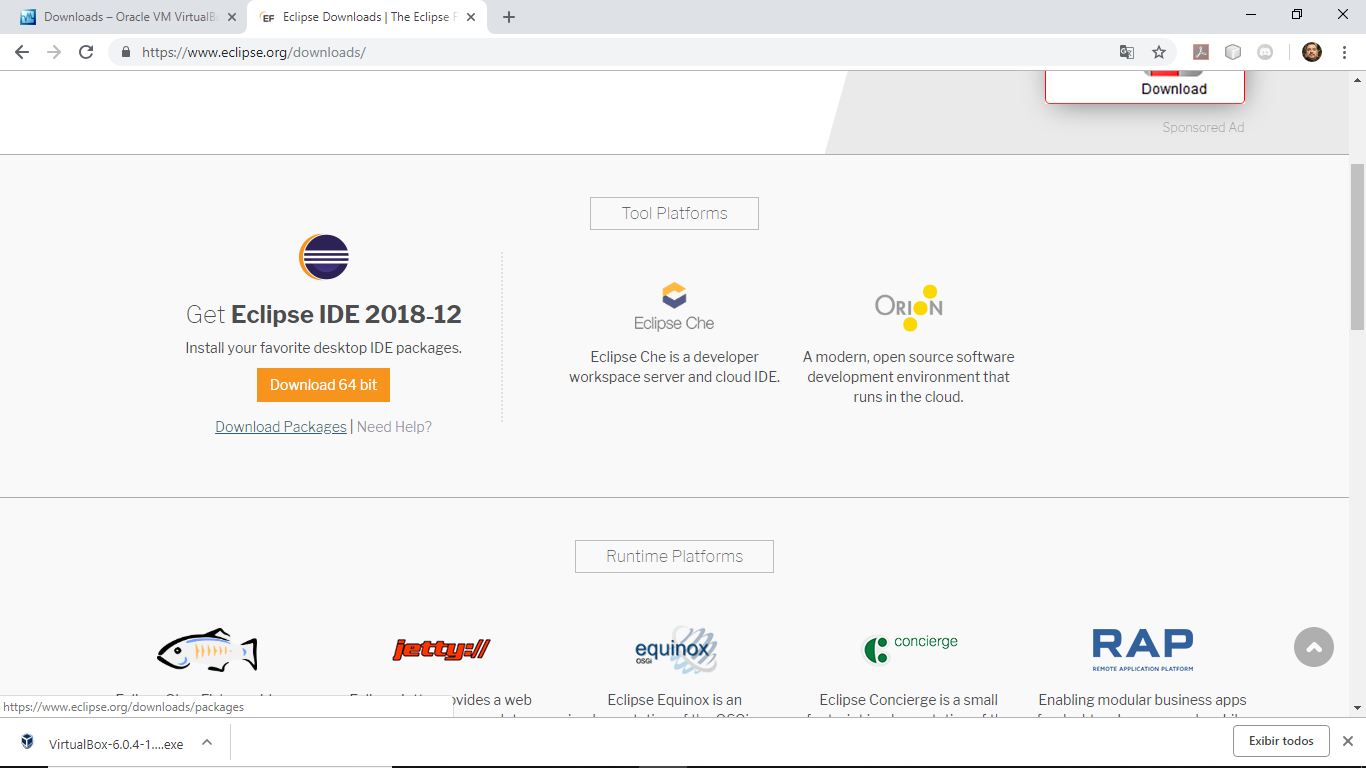 Downloads – Oracle VM VirtualB
EF Eclipse Downloads | The Eclipse F
https://www.eclipse.org/downloads/
Download
Sponsored Ad
Tool Platforms
Get Eclipse IDE 2018-12
Install your favorite desktop IDE packages.
Download 64 bit
Download Packages | Need Help?
Eclipse Che
Eclipse Che is a developer
workspace server and cloud IDE.
ORION
A modern, open source software
development environment that
runs in the cloud.
Runtime Platforms
jetty://
equinox
OSGi
concierge
RAP
REMOTE APPLICATION PLATFORM
provides a web
Eclipse Equinox is an
Eclipse Concierge is a small
Enabling modular business apps
https://www.eclipse.org/downloads/packages
VirtualBox-6.0.4-1....exe
Exibir todos